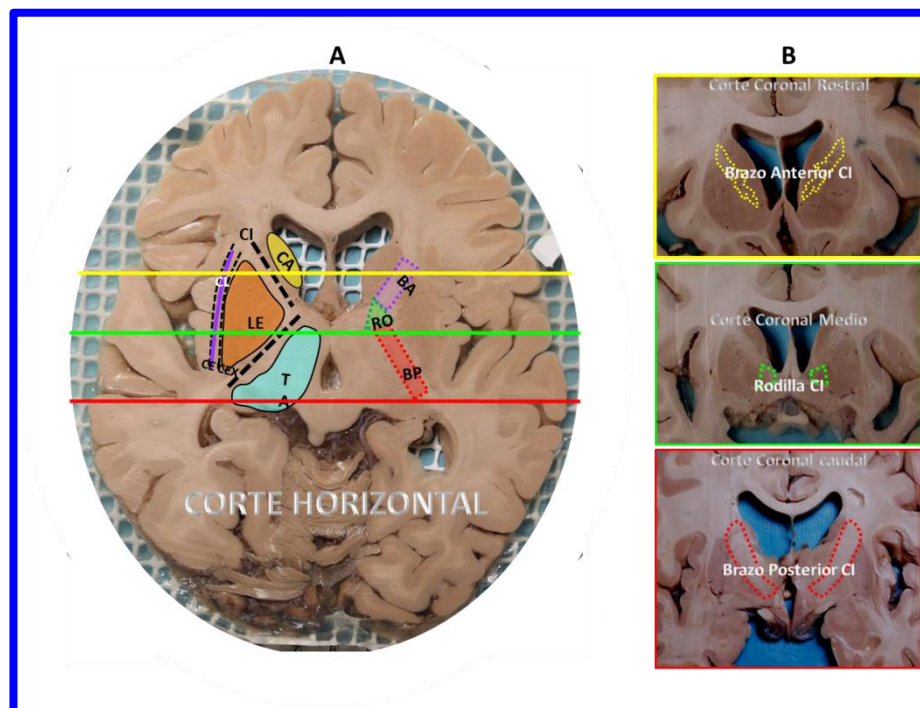 A
B
Corte Coronal Rostral
Brazo Anterior CI
CI
CA
BA
LE
RO
BP
CE
CEX
T
A
Corte Coronal Medio
Rodilla CI
Corte Coronal caudal
Brazo Posterior CI
CORTE HORIZONTAL